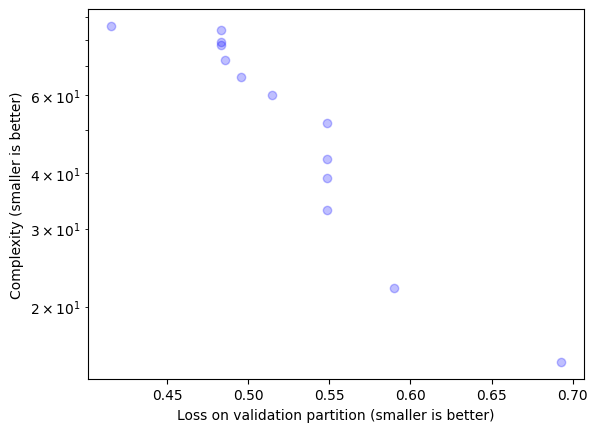 Complexity (smaller is better)
6 × 10¹
4 × 10¹
3 × 10¹
2 × 10¹
0.45 0.50 0.55 0.60 0.65 0.70
Loss on validation partition (smaller is better)